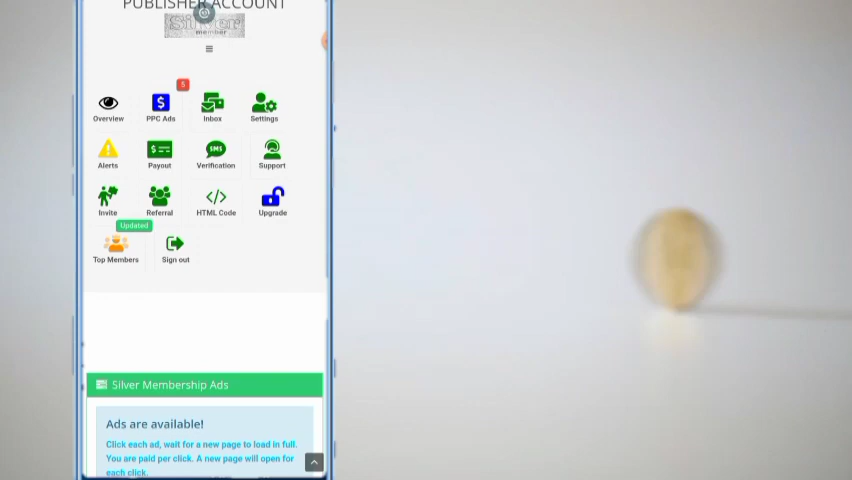 PUBLISHER ACCOUNT
Silver
member
5
Overview
PPC Ads
Inbox
Settings
Alerts
Payout
SMS
Verification
Support
Invite
Referral
HTML Code
Upgrade
Updated
Top Members
Sign out
Silver Membership Ads
Ads are available!
Click each ad, wait for a new page to load in full.
You are paid per click. A new page will open for
each click.